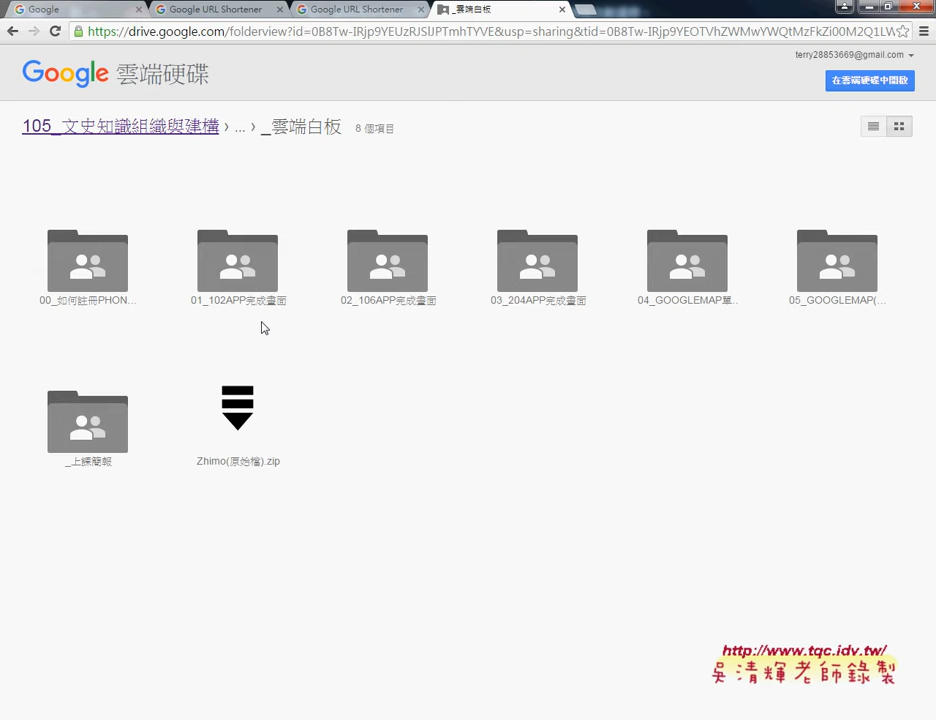 Google
Google URL Shortener
Google URL Shortener
_雲端白板
https://drive.google.com/folderview?id=0B8Tw-IRjp9YEUzRJSlJPTmhTYVE&usp=sharing&tid=0B8Tw-IRjp9YEOTVhZWMwYWQtMzFkZi00M2Q1LW
terry28853669@gmail.com
Google 雲端硬碟
在雲端硬碟中開啟
105_文史知識組織與建構 › ... › _雲端白板 8 個項目
00_如何註冊PHON...
01_102APP完成畫面
02_106APP完成畫面
03_204APP完成畫面
04_GOOGLEMAP單...
05_GOOGLEMAP(...
_上課簡報
Zhimo(原始檔).zip
http://www.tqc.idv.tw/
吳清輝老師錄製